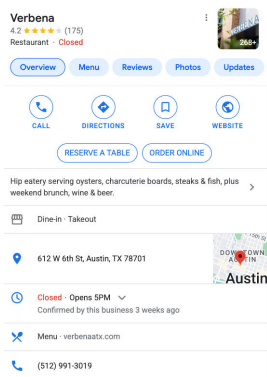 Verbena
4.2 ★★★★☆ (175)
Restaurant · Closed
VERBENA
268+
Overview
Menu
Reviews
Photos
Updates
CALL
DIRECTIONS
SAVE
WEBSITE
RESERVE A TABLE
ORDER ONLINE
Hip eatery serving oysters, charcuterie boards, steaks & fish, plus
weekend brunch, wine & beer.
Dine-in · Takeout
612 W 6th St, Austin, TX 78701
DOWNTOWN
AUSTIN
Austin
Closed · Opens 5PM
Confirmed by this business 3 weeks ago
Menu · verbenaatx.com
(512) 991-3019